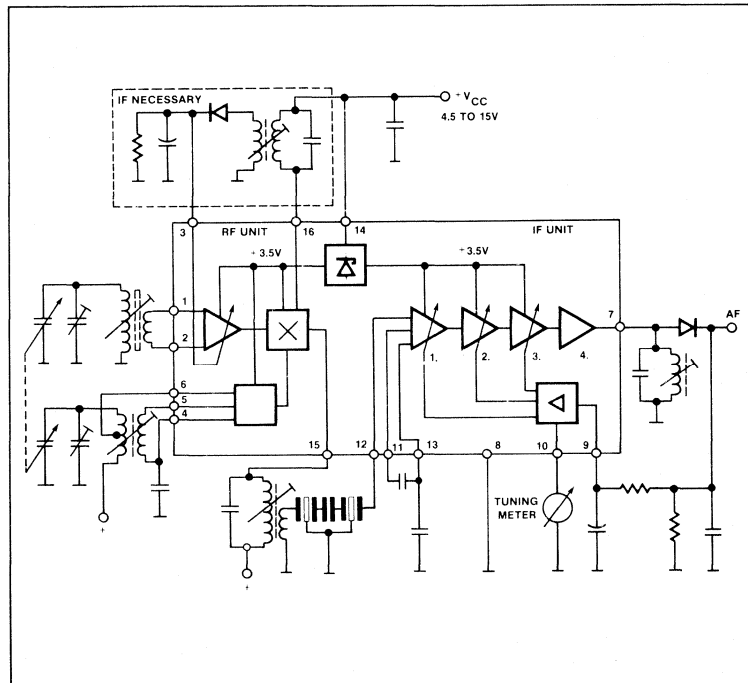 IF NECESSARY
+VCC
4.5 TO 15V
3
RF UNIT
16
14
IF UNIT
+3.5V
+3.5V
1
2
7
AF
1.
2.
3.
4.
6
5
4
15
12
11
13
8
10
9
TUNING
METER
+
+